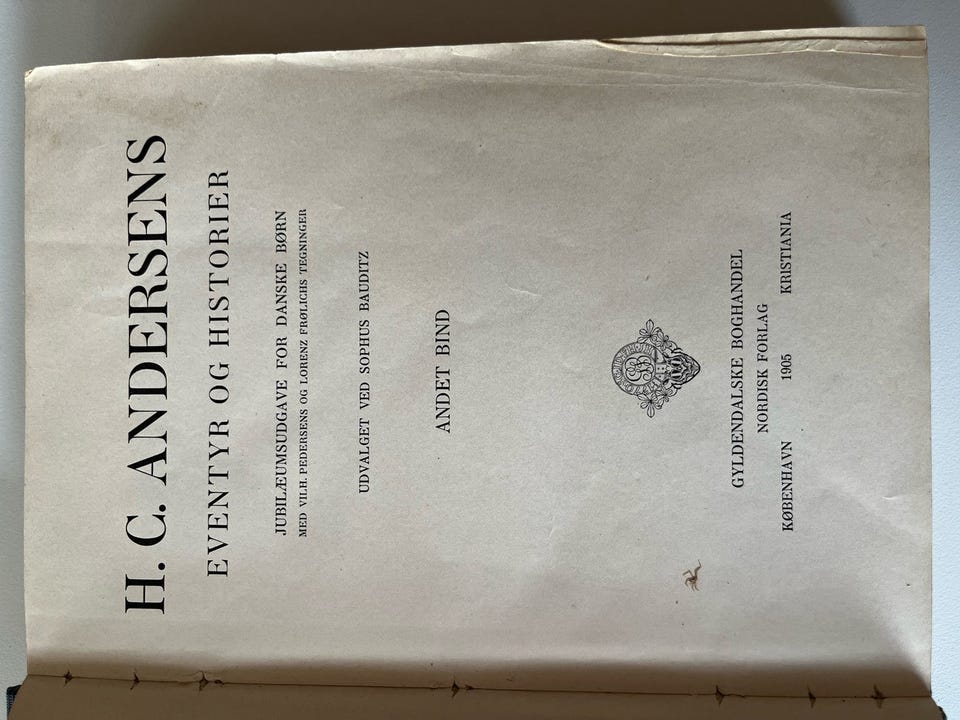 H. C. ANDERSENS
EVENTYR OG HISTORIER
JUBILÆUMSUDGAVE FOR DANSKE BØRN
MED VILH. PEDERSENS OG LORENZ FRØLICHS TEGNINGER
UDVALGET VED SOPHUS BAUDITZ
ANDET BIND
GYLDENDALSKE BOGHANDEL
NORDISK FORLAG
KØBENHAVN 1905 KRISTIANIA